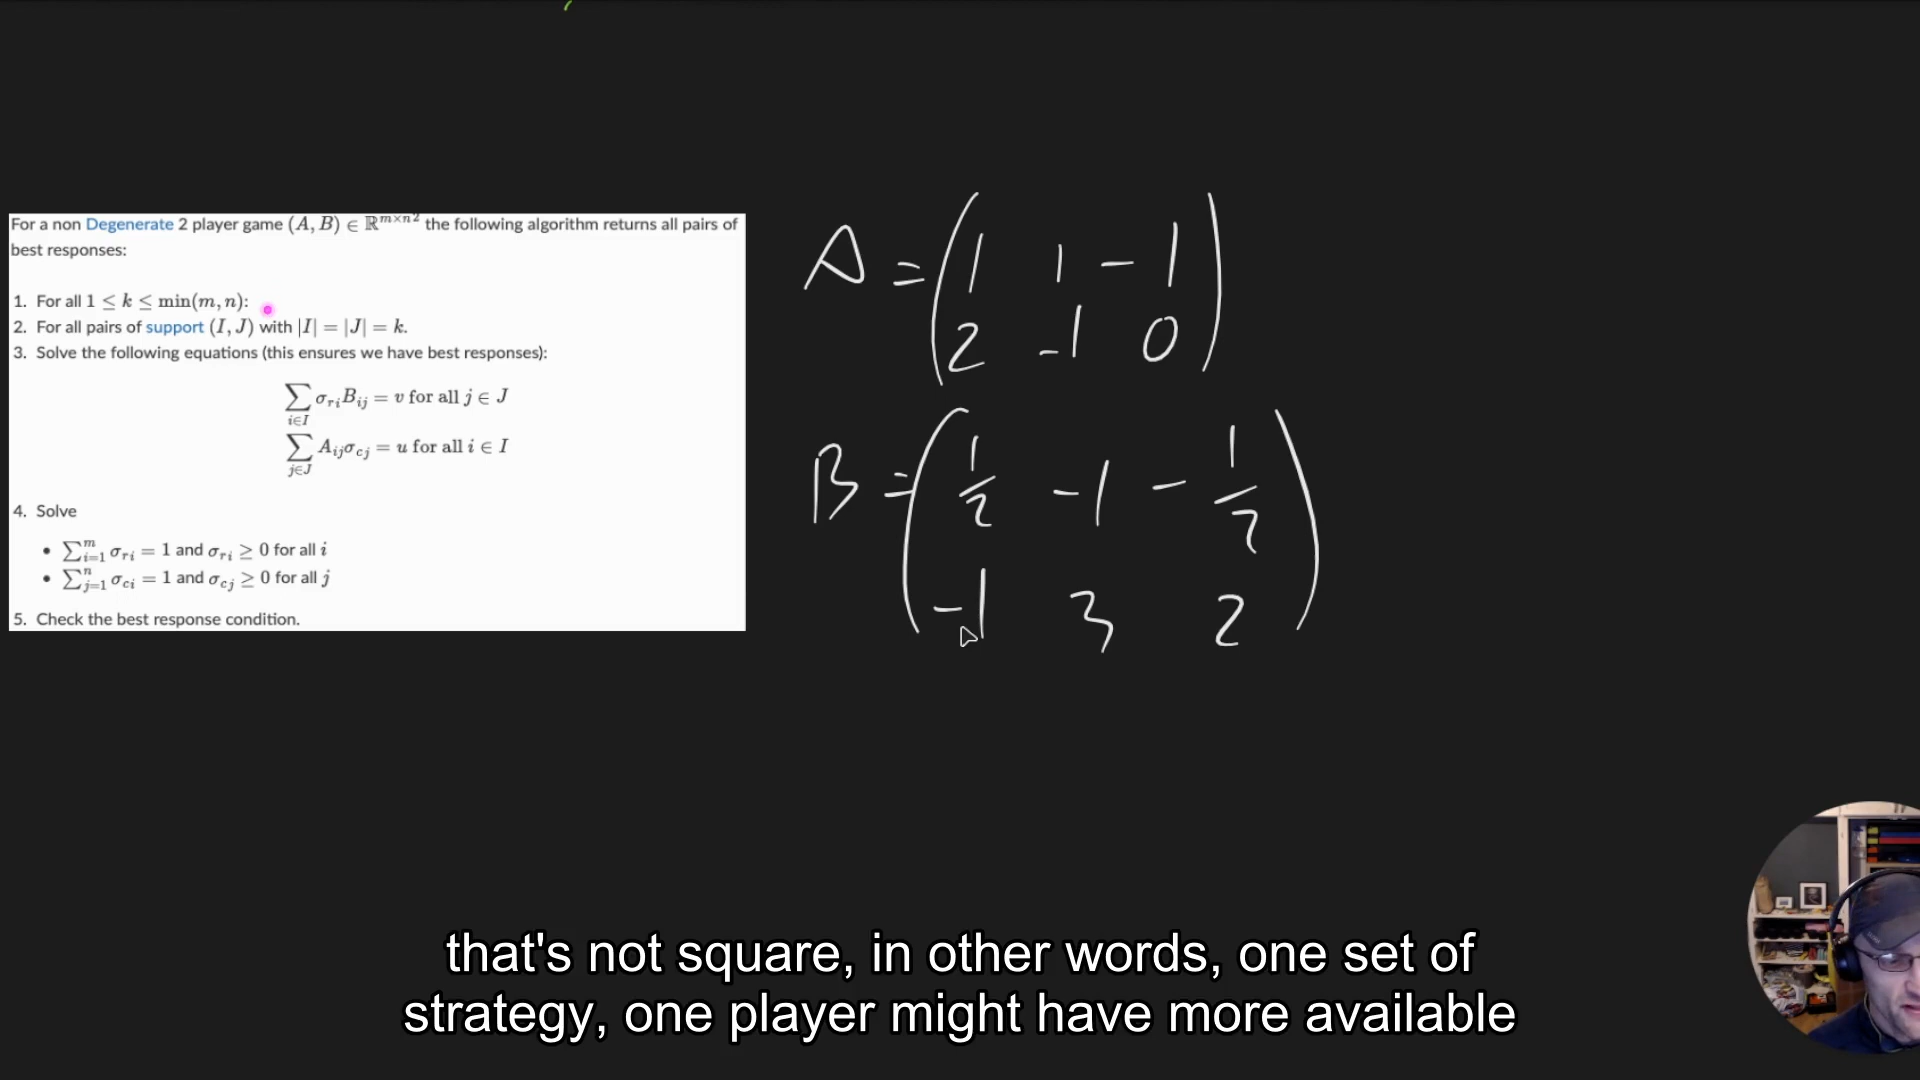 For a non Degenerate 2 player game (A, B) ∈ ℝ^{m×n^2} the following algorithm returns all pairs of
best responses:
1. For all 1 ≤ k ≤ min(m, n):
2. For all pairs of support (I, J) with |I| = |J| = k.
3. Solve the following equations (this ensures we have best responses):
∑_{i∈I} σ_{ri}B_{ij} = v for all j ∈ J
∑_{j∈J} A_{ij}σ_{cj} = u for all i ∈ I
4. Solve
• ∑_{i=1}^{m} σ_{ri} = 1 and σ_{ri} ≥ 0 for all i
• ∑_{j=1}^{n} σ_{ci} = 1 and σ_{cj} ≥ 0 for all j
5. Check the best response condition.
A = ( 1 1 -1
2 -1 0 )
B = ( 1/2 -1 -1/2
-1 3 2 )
that's not square, in other words, one set of
strategy, one player might have more available